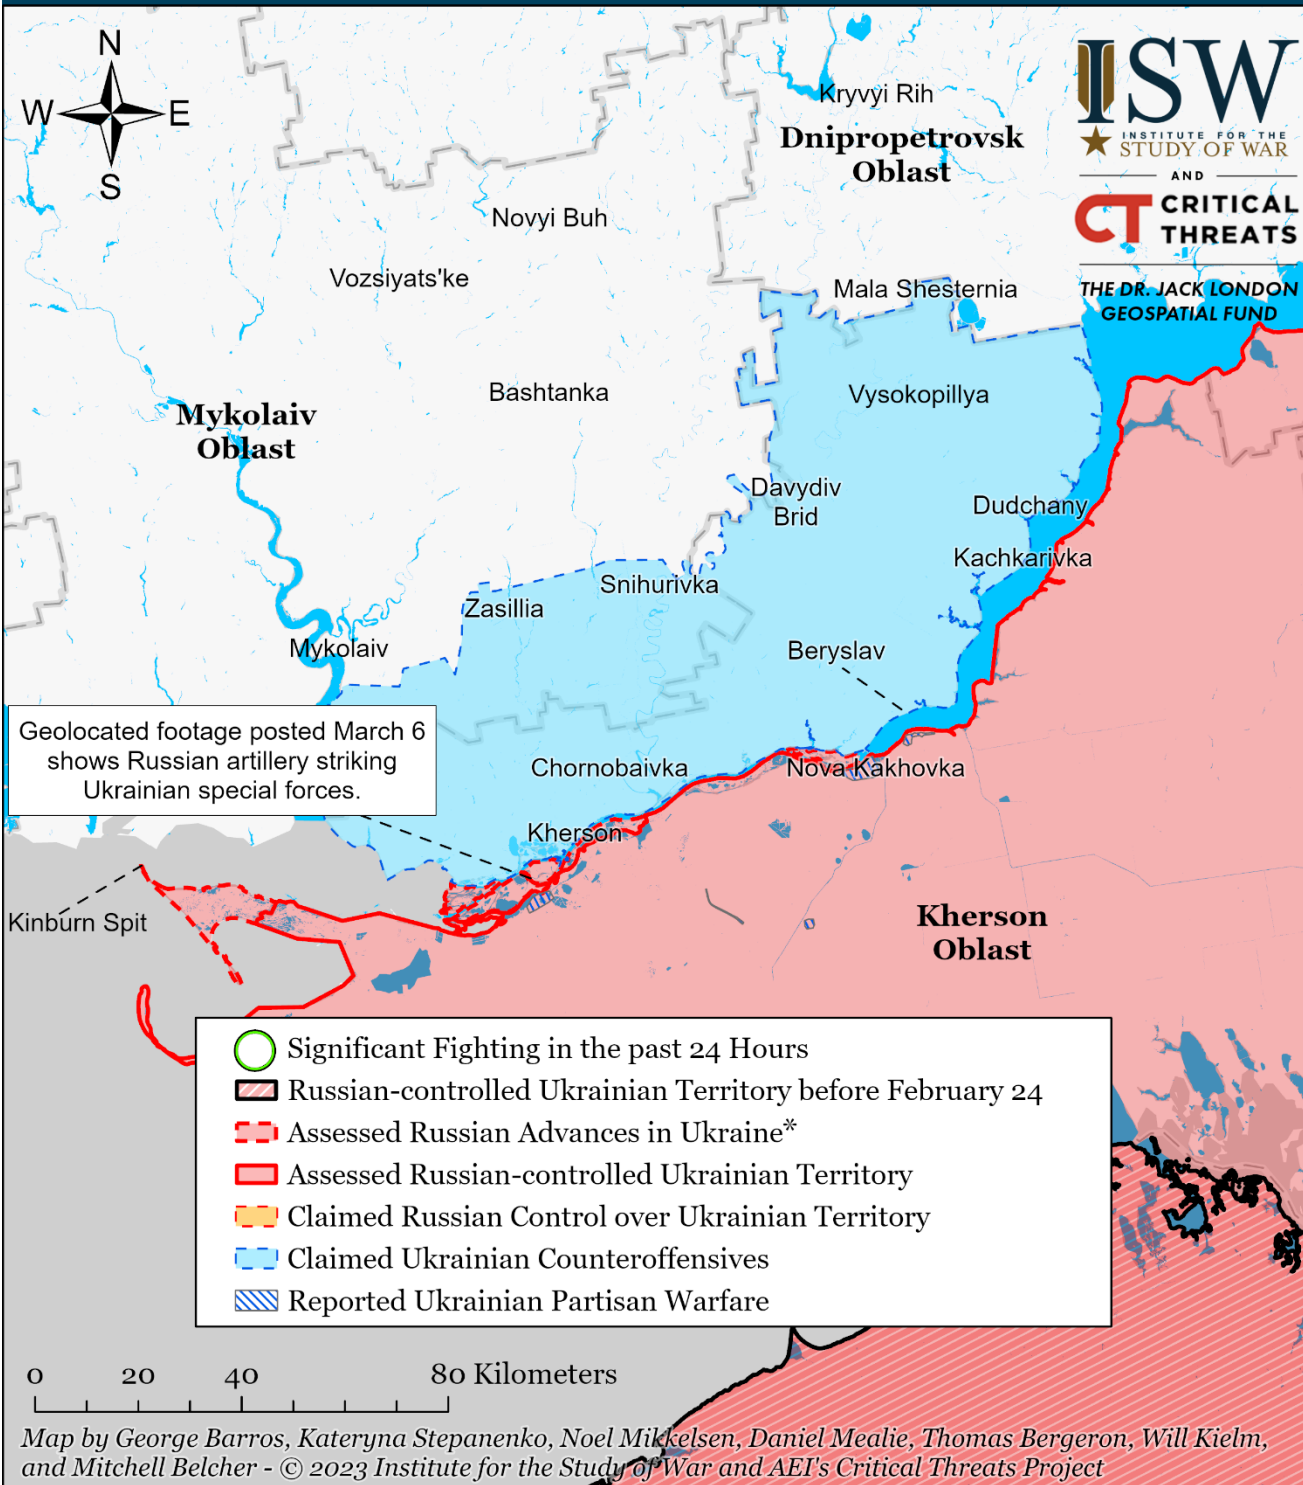 N
W
E
S
ISW
INSTITUTE FOR THE
STUDY OF WAR
AND
CT CRITICAL
THREATS
THE DR. JACK LONDON
GEOSPATIAL FUND
Kryvyi Rih
Dnipropetrovsk
Oblast
Novyi Buh
Vozsiyats'ke
Mala Shesternia
Bashtanka
Vysokopillya
Mykolaiv
Oblast
Davydiv
Brid
Dudchany
Kachkarivka
Snihurivka
Zasillia
Mykolaiv
Beryslav
Geolocated footage posted March 6
shows Russian artillery striking
Ukrainian special forces.
Chornobaivka
Nova Kakhovka
Kherson
Kinburn Spit
Kherson
Oblast
Significant Fighting in the past 24 Hours
Russian-controlled Ukrainian Territory before February 24
Assessed Russian Advances in Ukraine*
Assessed Russian-controlled Ukrainian Territory
Claimed Russian Control over Ukrainian Territory
Claimed Ukrainian Counteroffensives
Reported Ukrainian Partisan Warfare
0 20 40 80 Kilometers
Map by George Barros, Kateryna Stepanenko, Noel Mikkelsen, Daniel Mealie, Thomas Bergeron, Will Kielm,
and Mitchell Belcher - © 2023 Institute for the Study of War and AEI's Critical Threats Project